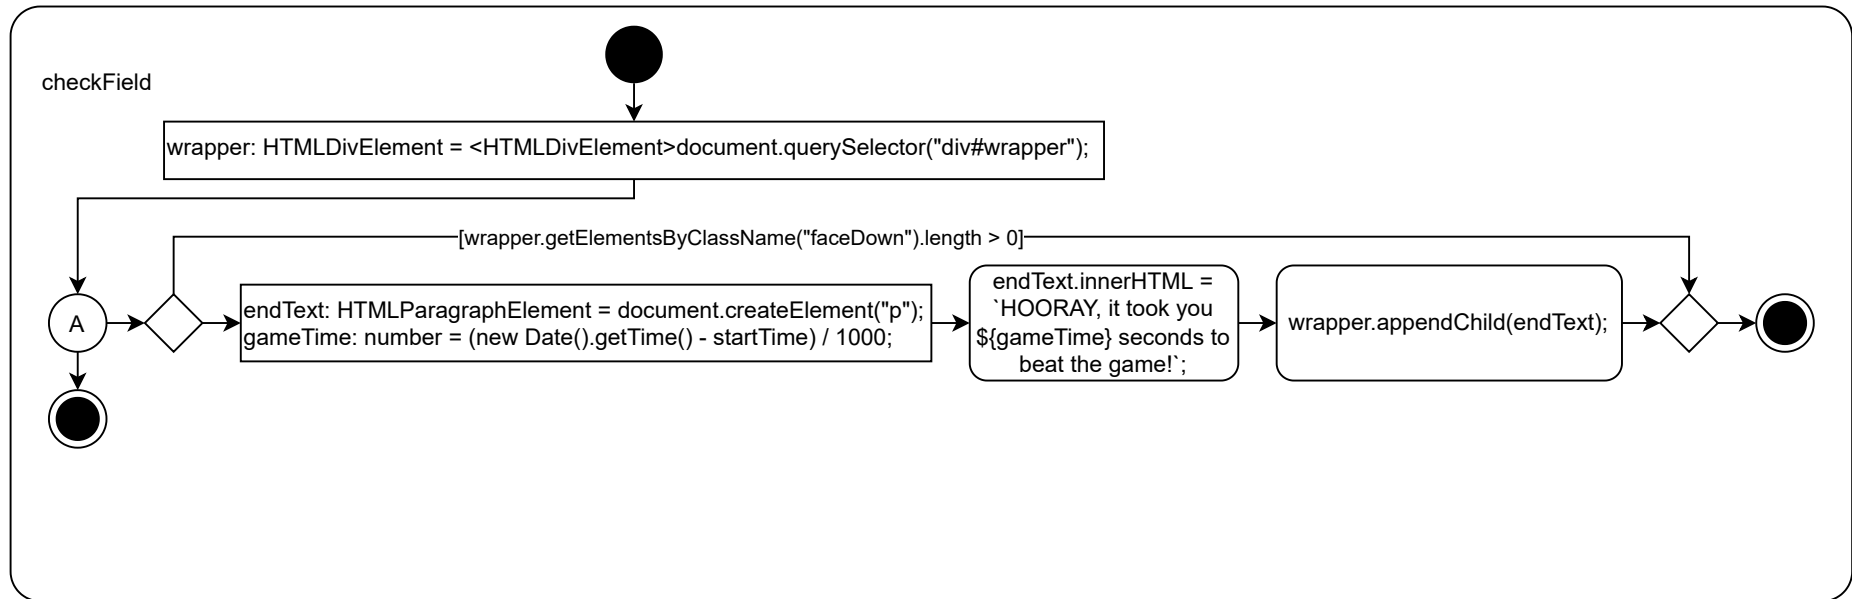 checkField
wrapper: HTMLDivElement = <HTMLDivElement>document.querySelector("div#wrapper");
[wrapper.getElementsByClassName("faceDown").length > 0]
A
endText: HTMLParagraphElement = document.createElement("p");
gameTime: number = (new Date().getTime() - startTime) / 1000;
endText.innerHTML =
`HOORAY, it took you
${gameTime} seconds to
beat the game!`;
wrapper.appendChild(endText);